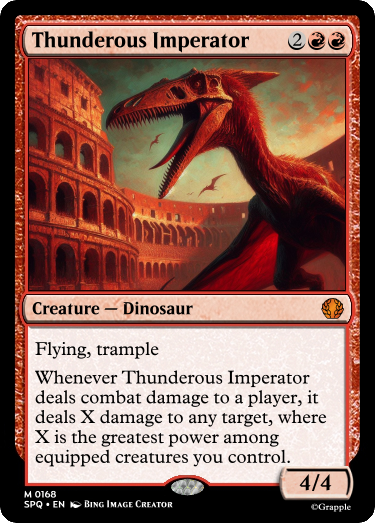 Thunderous Imperator 2
Creature — Dinosaur
Flying, trample
Whenever Thunderous Imperator
deals combat damage to a player, it
deals X damage to any target, where
X is the greatest power among
equipped creatures you control.
4/4
M 0168
SPQ • EN Bing Image Creator
©Grapple